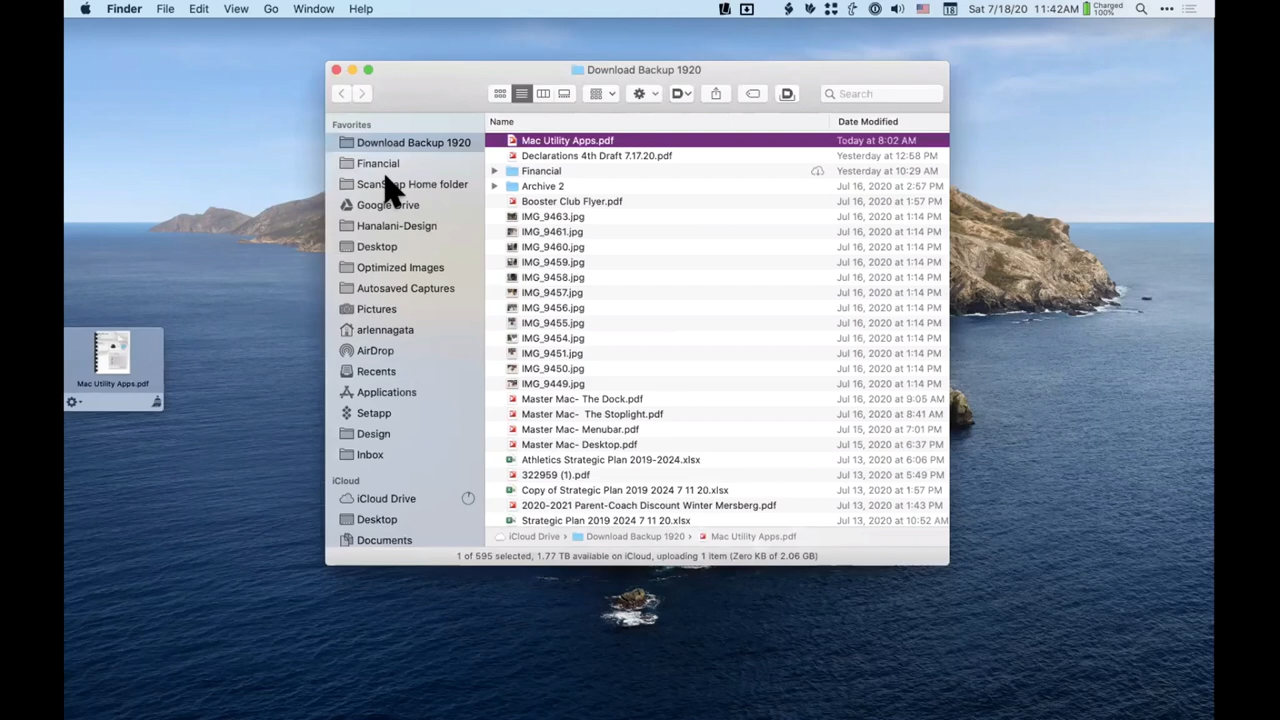 Finder File Edit View Go Window Help 18 Sat 7/18/20 11:42AM Charged 100%
Download Backup 1920
Search
Favorites
Download Backup 1920
Financial
ScanSnap Home folder
Google Drive
Hanalani-Design
Desktop
Optimized Images
Autosaved Captures
Pictures
arlennagata
AirDrop
Recents
Applications
Setapp
Design
Inbox
iCloud
iCloud Drive
Desktop
Documents
Name Date Modified
Mac Utility Apps.pdf Today at 8:02 AM
Declarations 4th Draft 7.17.20.pdf Yesterday at 12:58 PM
Financial Yesterday at 10:29 AM
Archive 2 Jul 16, 2020 at 2:57 PM
Booster Club Flyer.pdf Jul 16, 2020 at 1:57 PM
IMG_9463.jpg Jul 16, 2020 at 1:14 PM
IMG_9461.jpg Jul 16, 2020 at 1:14 PM
IMG_9460.jpg Jul 16, 2020 at 1:14 PM
IMG_9459.jpg Jul 16, 2020 at 1:14 PM
IMG_9458.jpg Jul 16, 2020 at 1:14 PM
IMG_9457.jpg Jul 16, 2020 at 1:14 PM
IMG_9456.jpg Jul 16, 2020 at 1:14 PM
IMG_9455.jpg Jul 16, 2020 at 1:14 PM
IMG_9454.jpg Jul 16, 2020 at 1:14 PM
IMG_9451.jpg Jul 16, 2020 at 1:14 PM
IMG_9450.jpg Jul 16, 2020 at 1:14 PM
IMG_9449.jpg Jul 16, 2020 at 1:14 PM
Master Mac- The Dock.pdf Jul 16, 2020 at 9:05 AM
Master Mac- The Stoplight.pdf Jul 16, 2020 at 8:41 AM
Master Mac- Menubar.pdf Jul 15, 2020 at 7:01 PM
Master Mac- Desktop.pdf Jul 15, 2020 at 6:37 PM
Athletics Strategic Plan 2019-2024.xlsx Jul 13, 2020 at 6:06 PM
322959 (1).pdf Jul 13, 2020 at 5:49 PM
Copy of Strategic Plan 2019 2024 7 11 20.xlsx Jul 13, 2020 at 1:57 PM
2020-2021 Parent-Coach Discount Winter Mersberg.pdf Jul 13, 2020 at 1:43 PM
Strategic Plan 2019 2024 7 11 20.xlsx Jul 13, 2020 at 10:52 AM
iCloud Drive › Download Backup 1920 › Mac Utility Apps.pdf
1 of 595 selected, 1.77 TB available on iCloud, uploading 1 item (Zero KB of 2.06 GB)
Mac Utility Apps.pdf